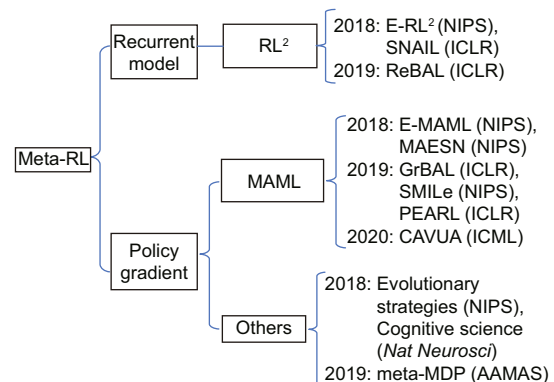 Meta-RL
Recurrent
model
RL²
2018: E-RL² (NIPS),
SNAIL (ICLR)
2019: ReBAL (ICLR)
Policy
gradient
MAML
2018: E-MAML (NIPS),
MAESN (NIPS)
2019: GrBAL (ICLR),
SMILe (NIPS),
PEARL (ICLR)
2020: CAVUA (ICML)
Others
2018: Evolutionary
strategies (NIPS),
Cognitive science
(Nat Neurosci)
2019: meta-MDP (AAMAS)